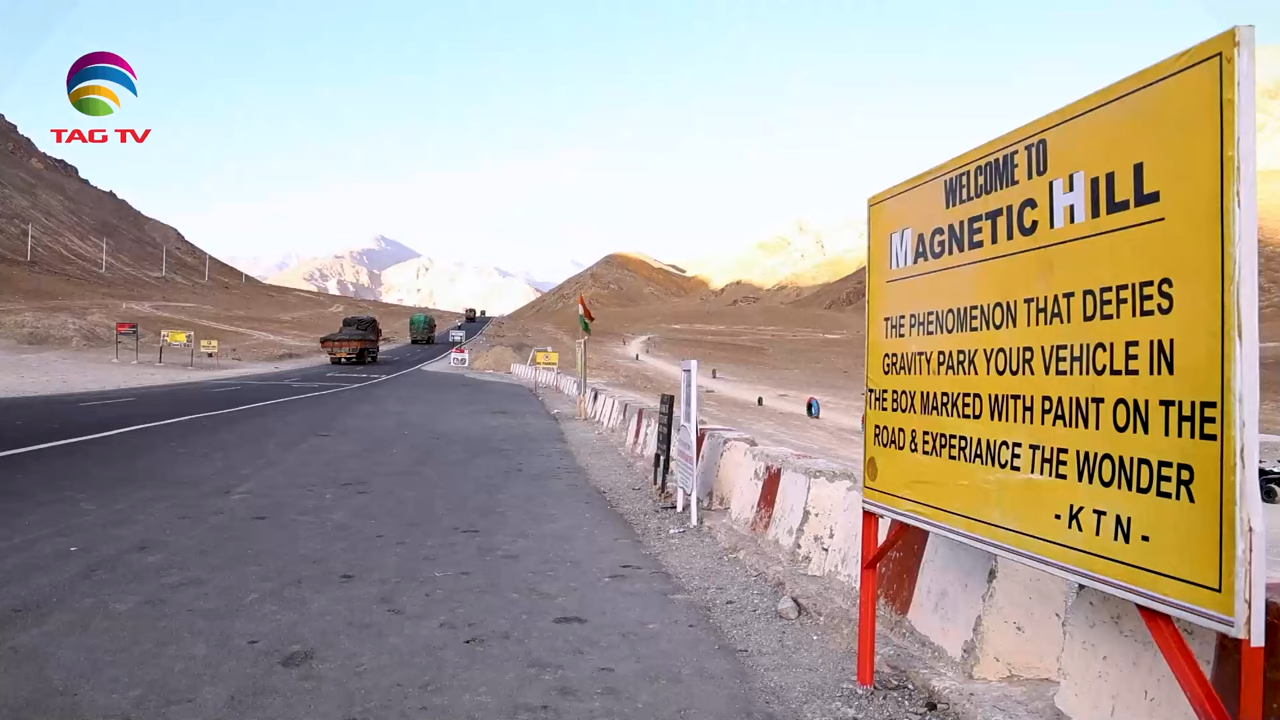 TAG TV
WELCOME TO
MAGNETIC HILL
THE PHENOMENON THAT DEFIES
GRAVITY. PARK YOUR VEHICLE IN
THE BOX MARKED WITH PAINT ON THE
ROAD & EXPERIANCE THE WONDER
- K T N -